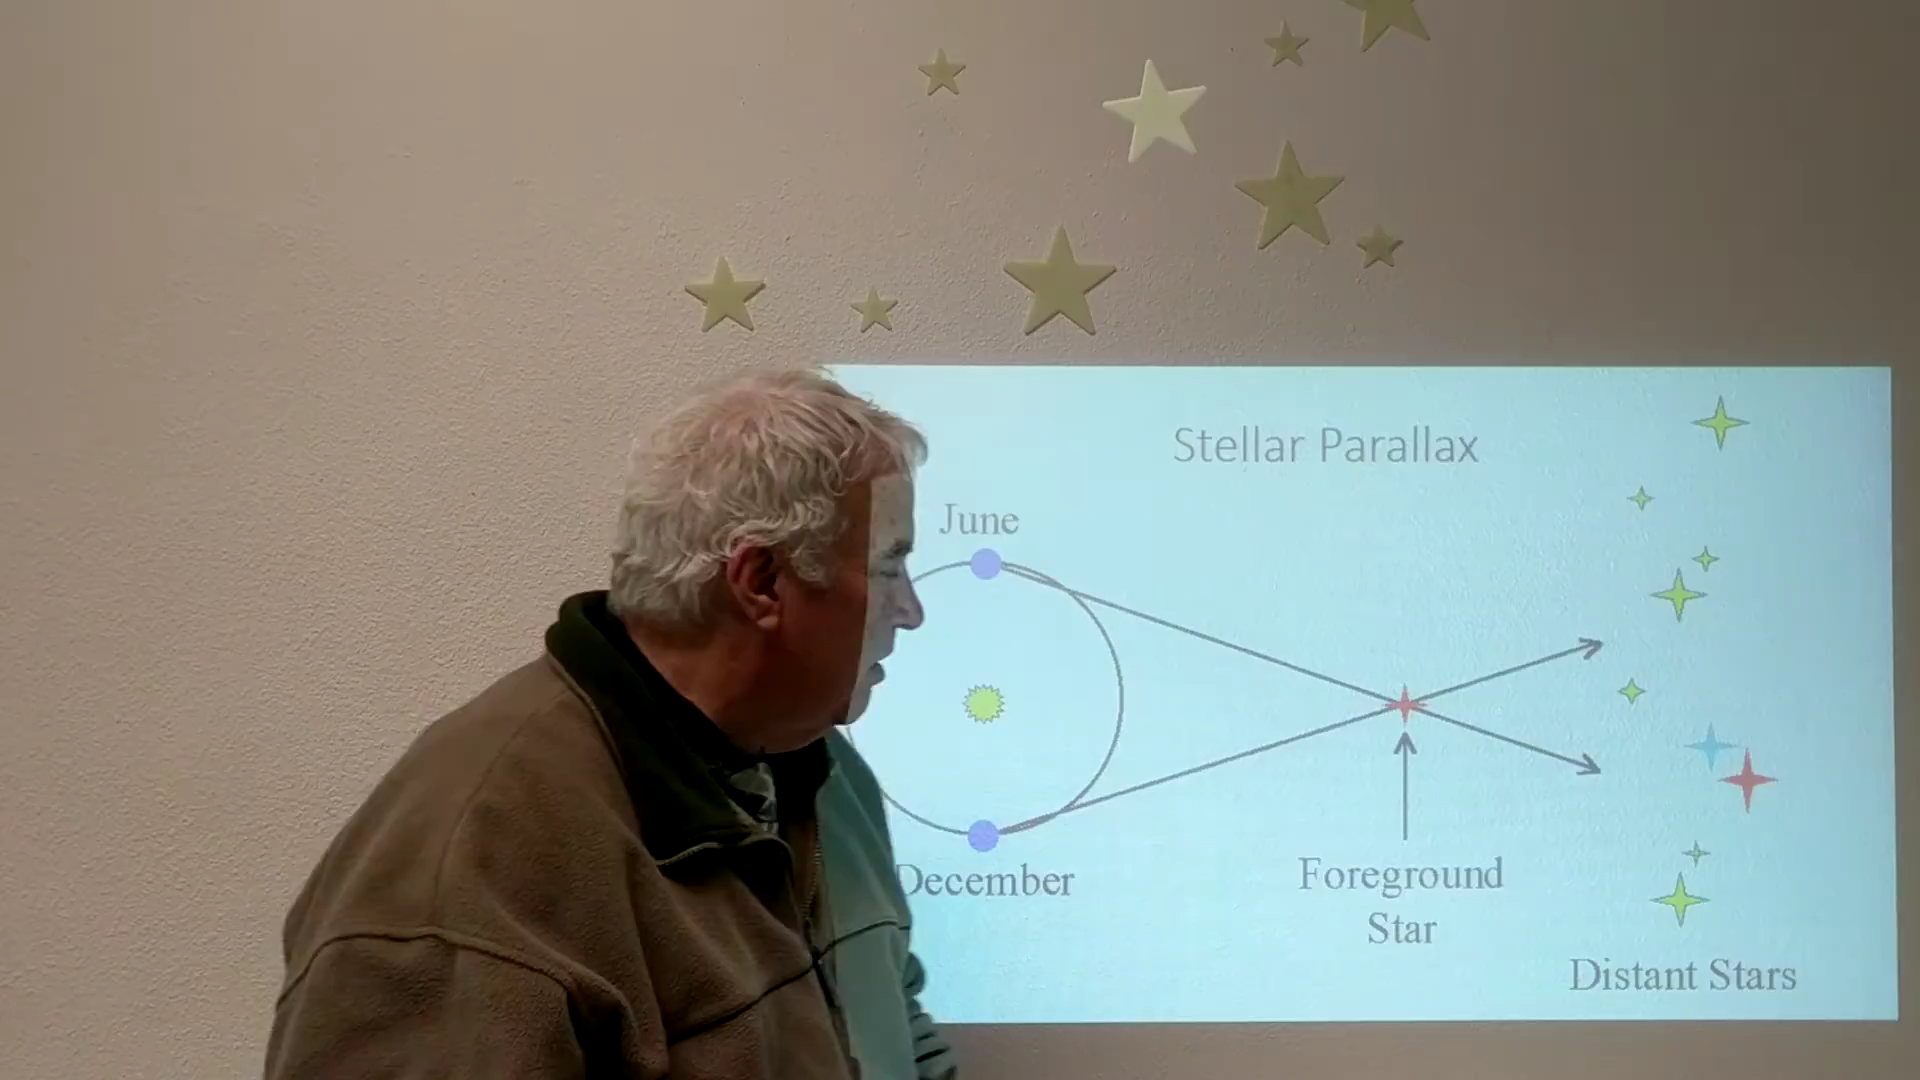 Stellar Parallax
June
December
Foreground
Star
Distant Stars